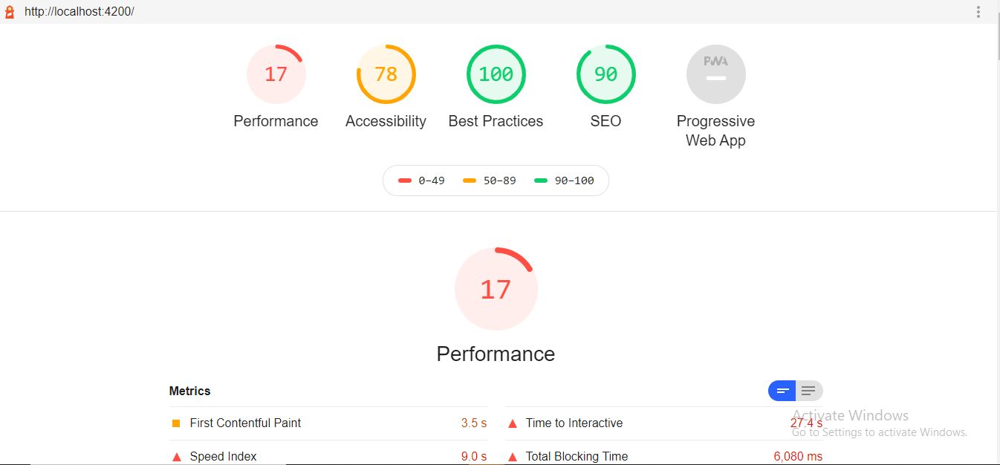 http://localhost:4200/
17 78 100 90 PWA
Performance Accessibility Best Practices SEO Progressive
Web App
0–49 50–89 90–100
17
Performance
Metrics
First Contentful Paint 3.5 s Time to Interactive 27.4 s
Speed Index 9.0 s Total Blocking Time 6,080 ms
Activate Windows
Go to Settings to activate Windows.